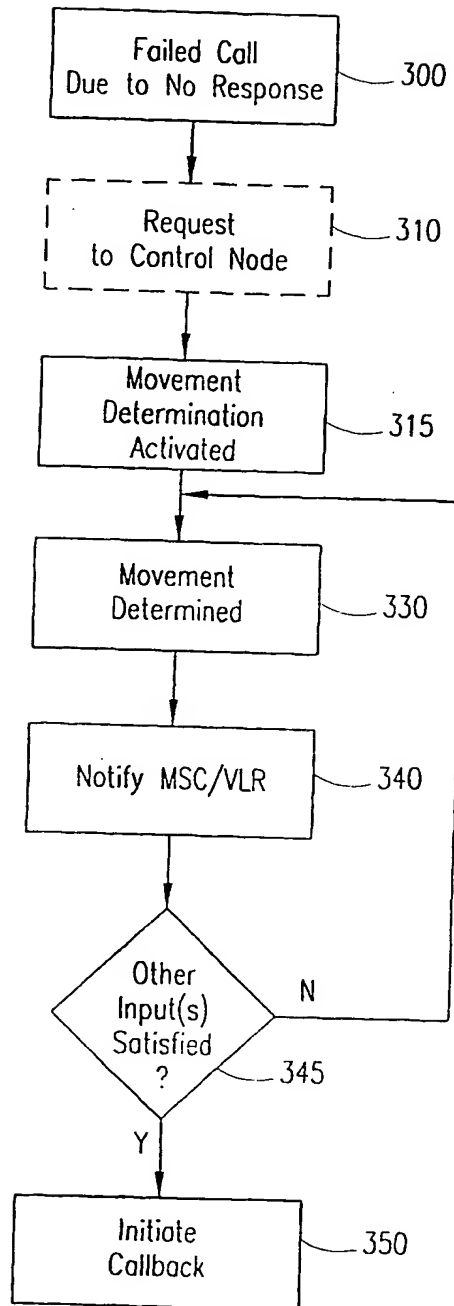 Failed Call
Due to No Response
300
Request
to Control Node
310
Movement
Determination
Activated
315
Movement
Determined
330
Notify MSC/VLR
340
Other
Input(s)
Satisfied
?
N
345
Y
Initiate
Callback
350